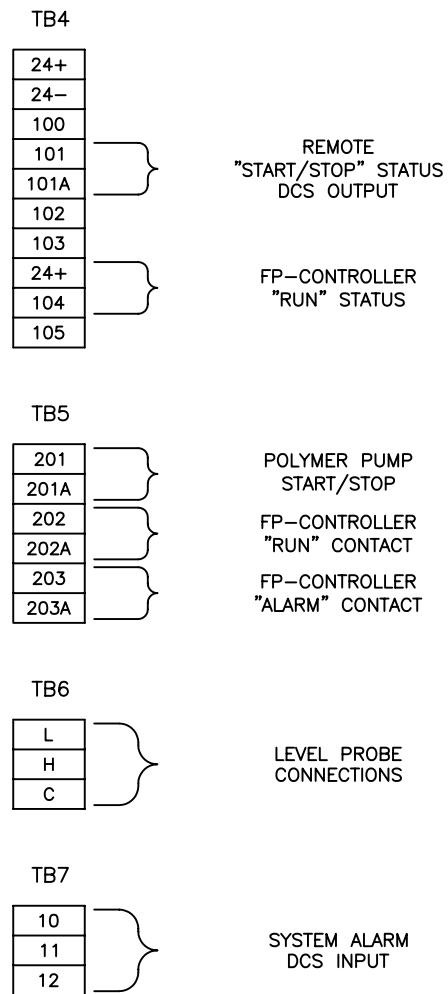 TB4
24+
24−
100
101
101A
102
103
24+
104
105
REMOTE
"START/STOP" STATUS
DCS OUTPUT
FP−CONTROLLER
"RUN" STATUS
TB5
201
201A
202
202A
203
203A
POLYMER PUMP
START/STOP
FP−CONTROLLER
"RUN" CONTACT
FP−CONTROLLER
"ALARM" CONTACT
TB6
L
H
C
LEVEL PROBE
CONNECTIONS
TB7
10
11
12
SYSTEM ALARM
DCS INPUT